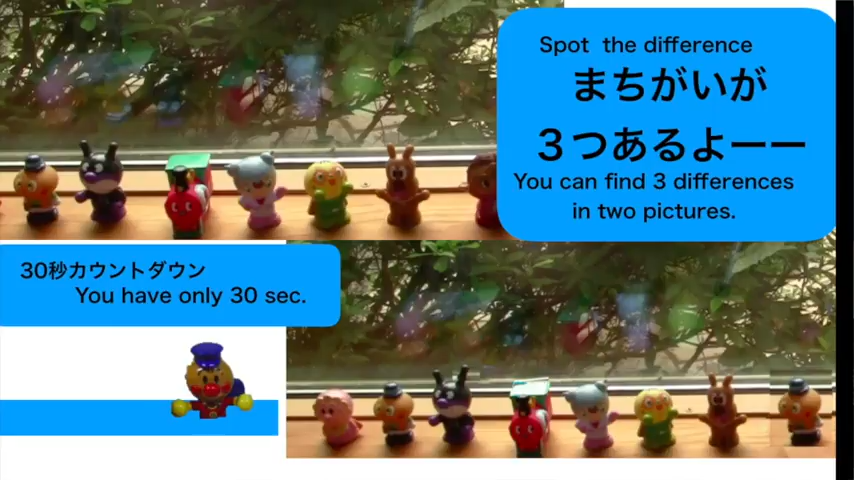 Spot the difference
まちがいが
３つあるよーー
You can find 3 differences
in two pictures.
30秒カウントダウン
You have only 30 sec.